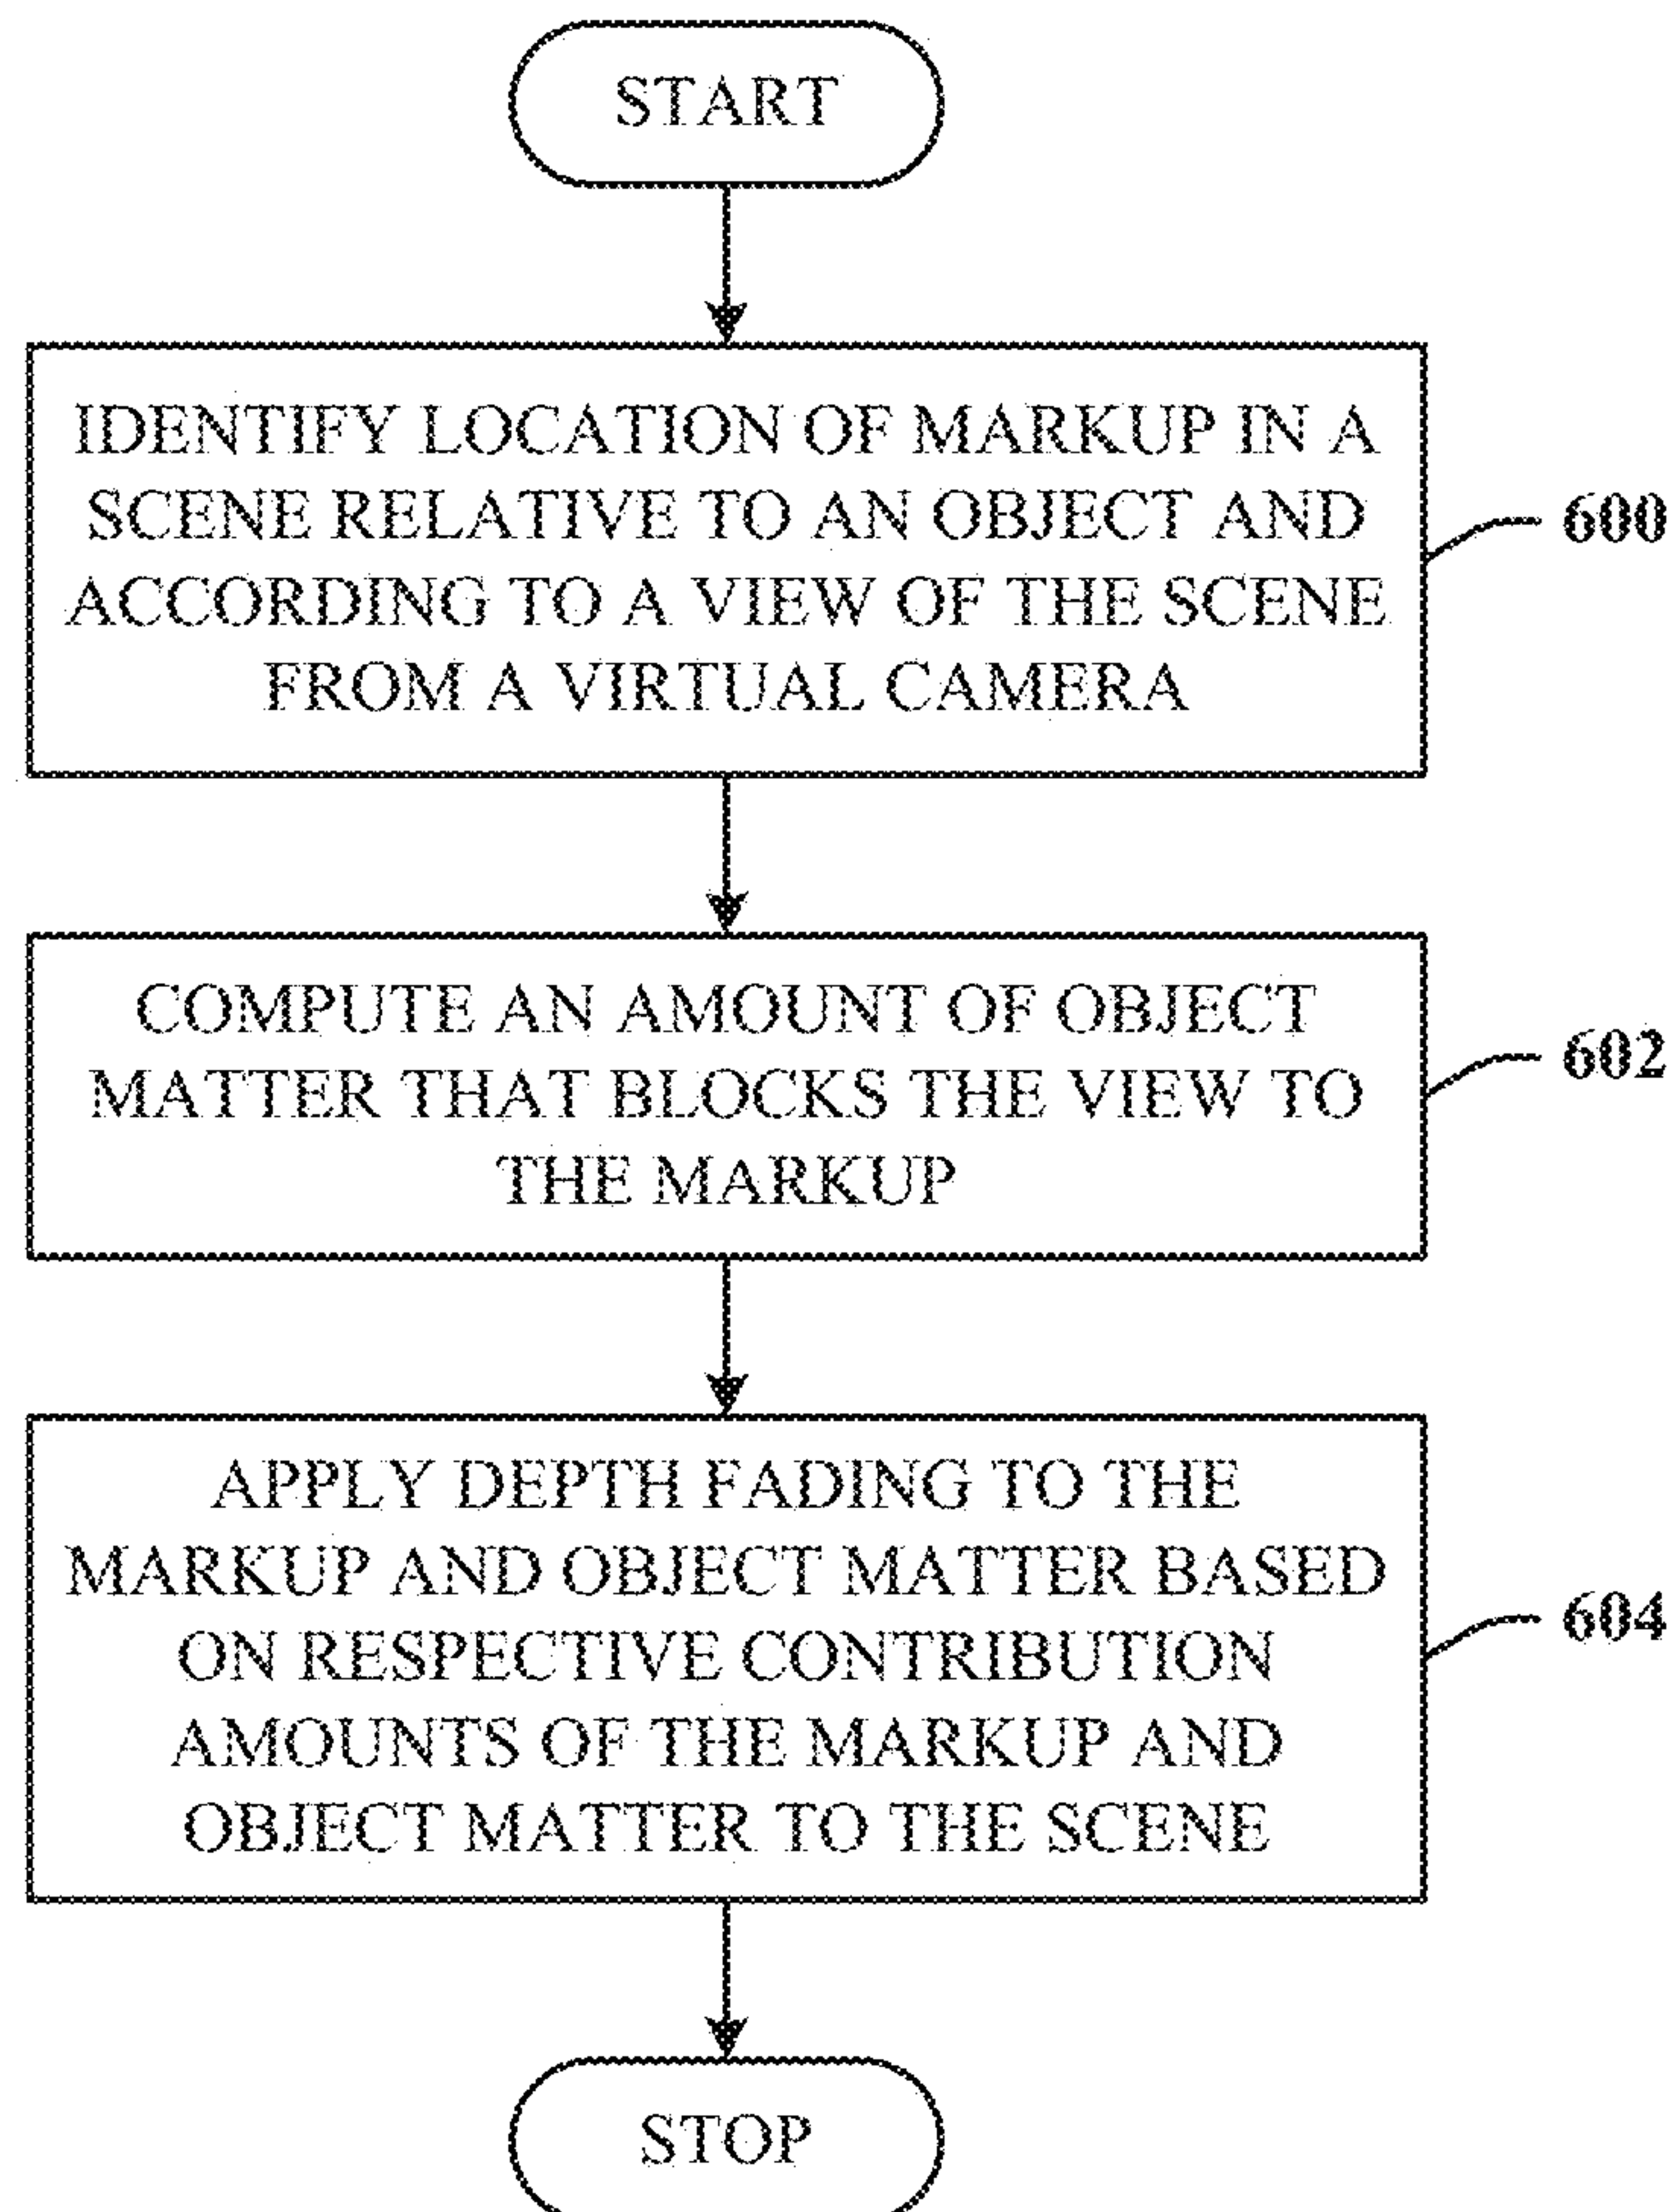 START
IDENTIFY LOCATION OF MARKUP IN A
SCENE RELATIVE TO AN OBJECT AND
ACCORDING TO A VIEW OF THE SCENE
FROM A VIRTUAL CAMERA
600
COMPUTE AN AMOUNT OF OBJECT
MATTER THAT BLOCKS THE VIEW TO
THE MARKUP
602
APPLY DEPTH FADING TO THE
MARKUP AND OBJECT MATTER BASED
ON RESPECTIVE CONTRIBUTION
AMOUNTS OF THE MARKUP AND
OBJECT MATTER TO THE SCENE
604
STOP